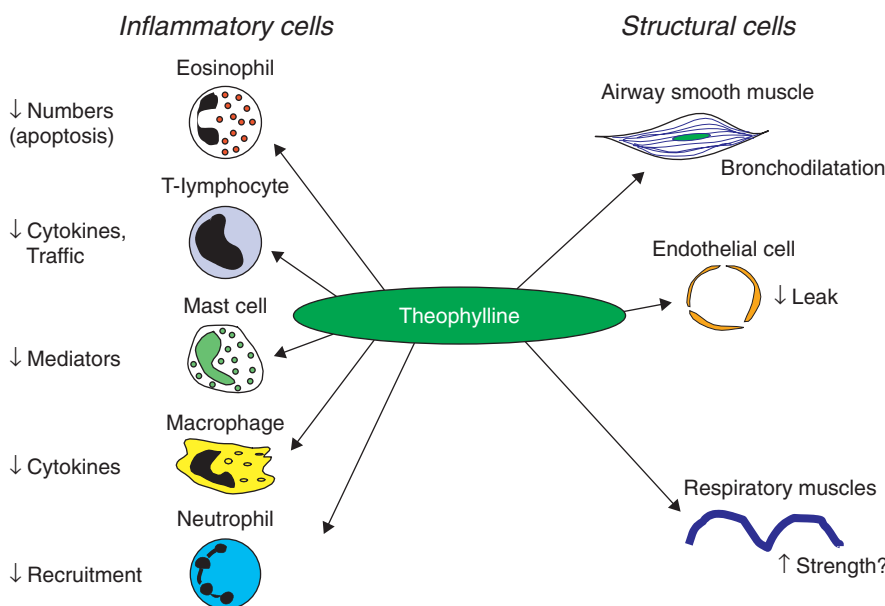 Inflammatory cells
Eosinophil
↓ Numbers
(apoptosis)
T-lymphocyte
↓ Cytokines,
Traffic
Mast cell
↓ Mediators
Macrophage
↓ Cytokines
Neutrophil
↓ Recruitment
Theophylline
Structural cells
Airway smooth muscle
Bronchodilatation
Endothelial cell
↓ Leak
Respiratory muscles
↑ Strength?